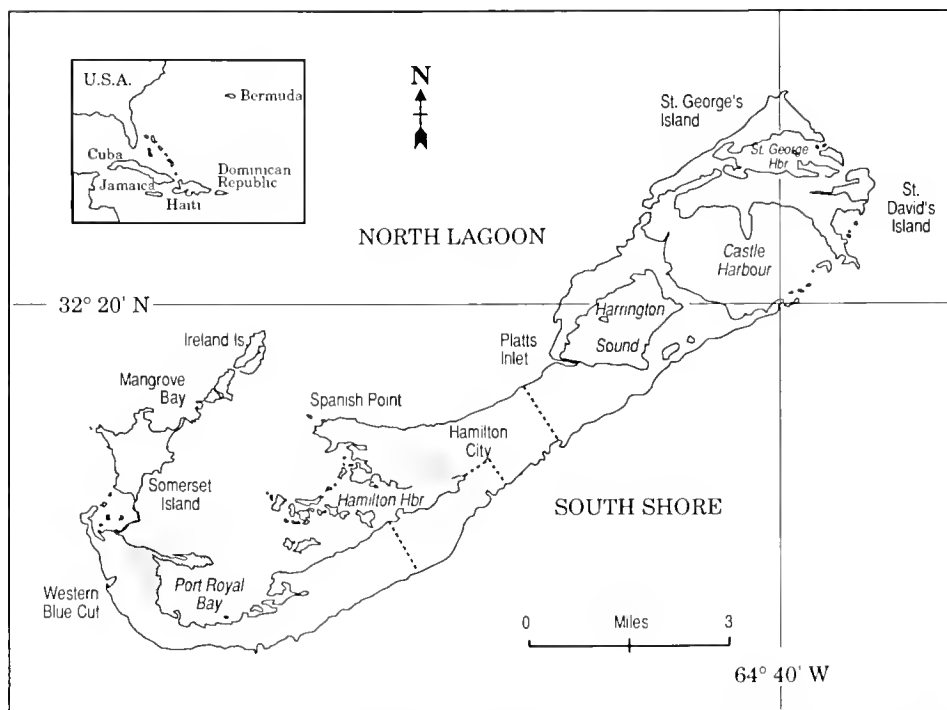 U.S.A.
Bermuda
Cuba
Jamaica
Haiti
Dominican
Republic
N
St. George's
Island
St. George
Hbr
St.
David's
Island
NORTH LAGOON
Castle
Harbour
32° 20' N
Harrington
Sound
Ireland Is.
Platts
Inlet
Mangrove
Bay
Spanish Point
Hamilton
City
Somerset
Island
Hamilton Hbr
SOUTH SHORE
Western
Blue Cut
Port Royal
Bay
0 Miles 3
64° 40' W